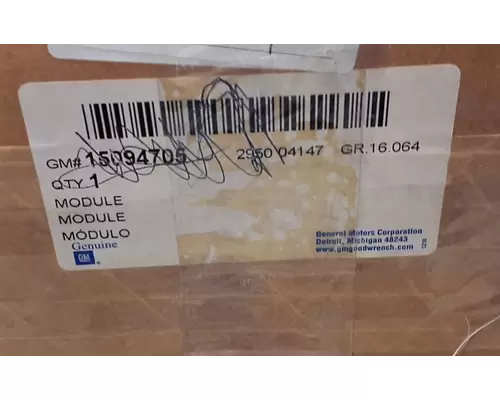 GM# 15094705 2950 04147 GR.16.064
QTY 1
MODULE
MODULE
MÓDULO
Genuine
GM
General Motors Corporation
Detroit, Michigan 48243
www.gmgoodwrench.com